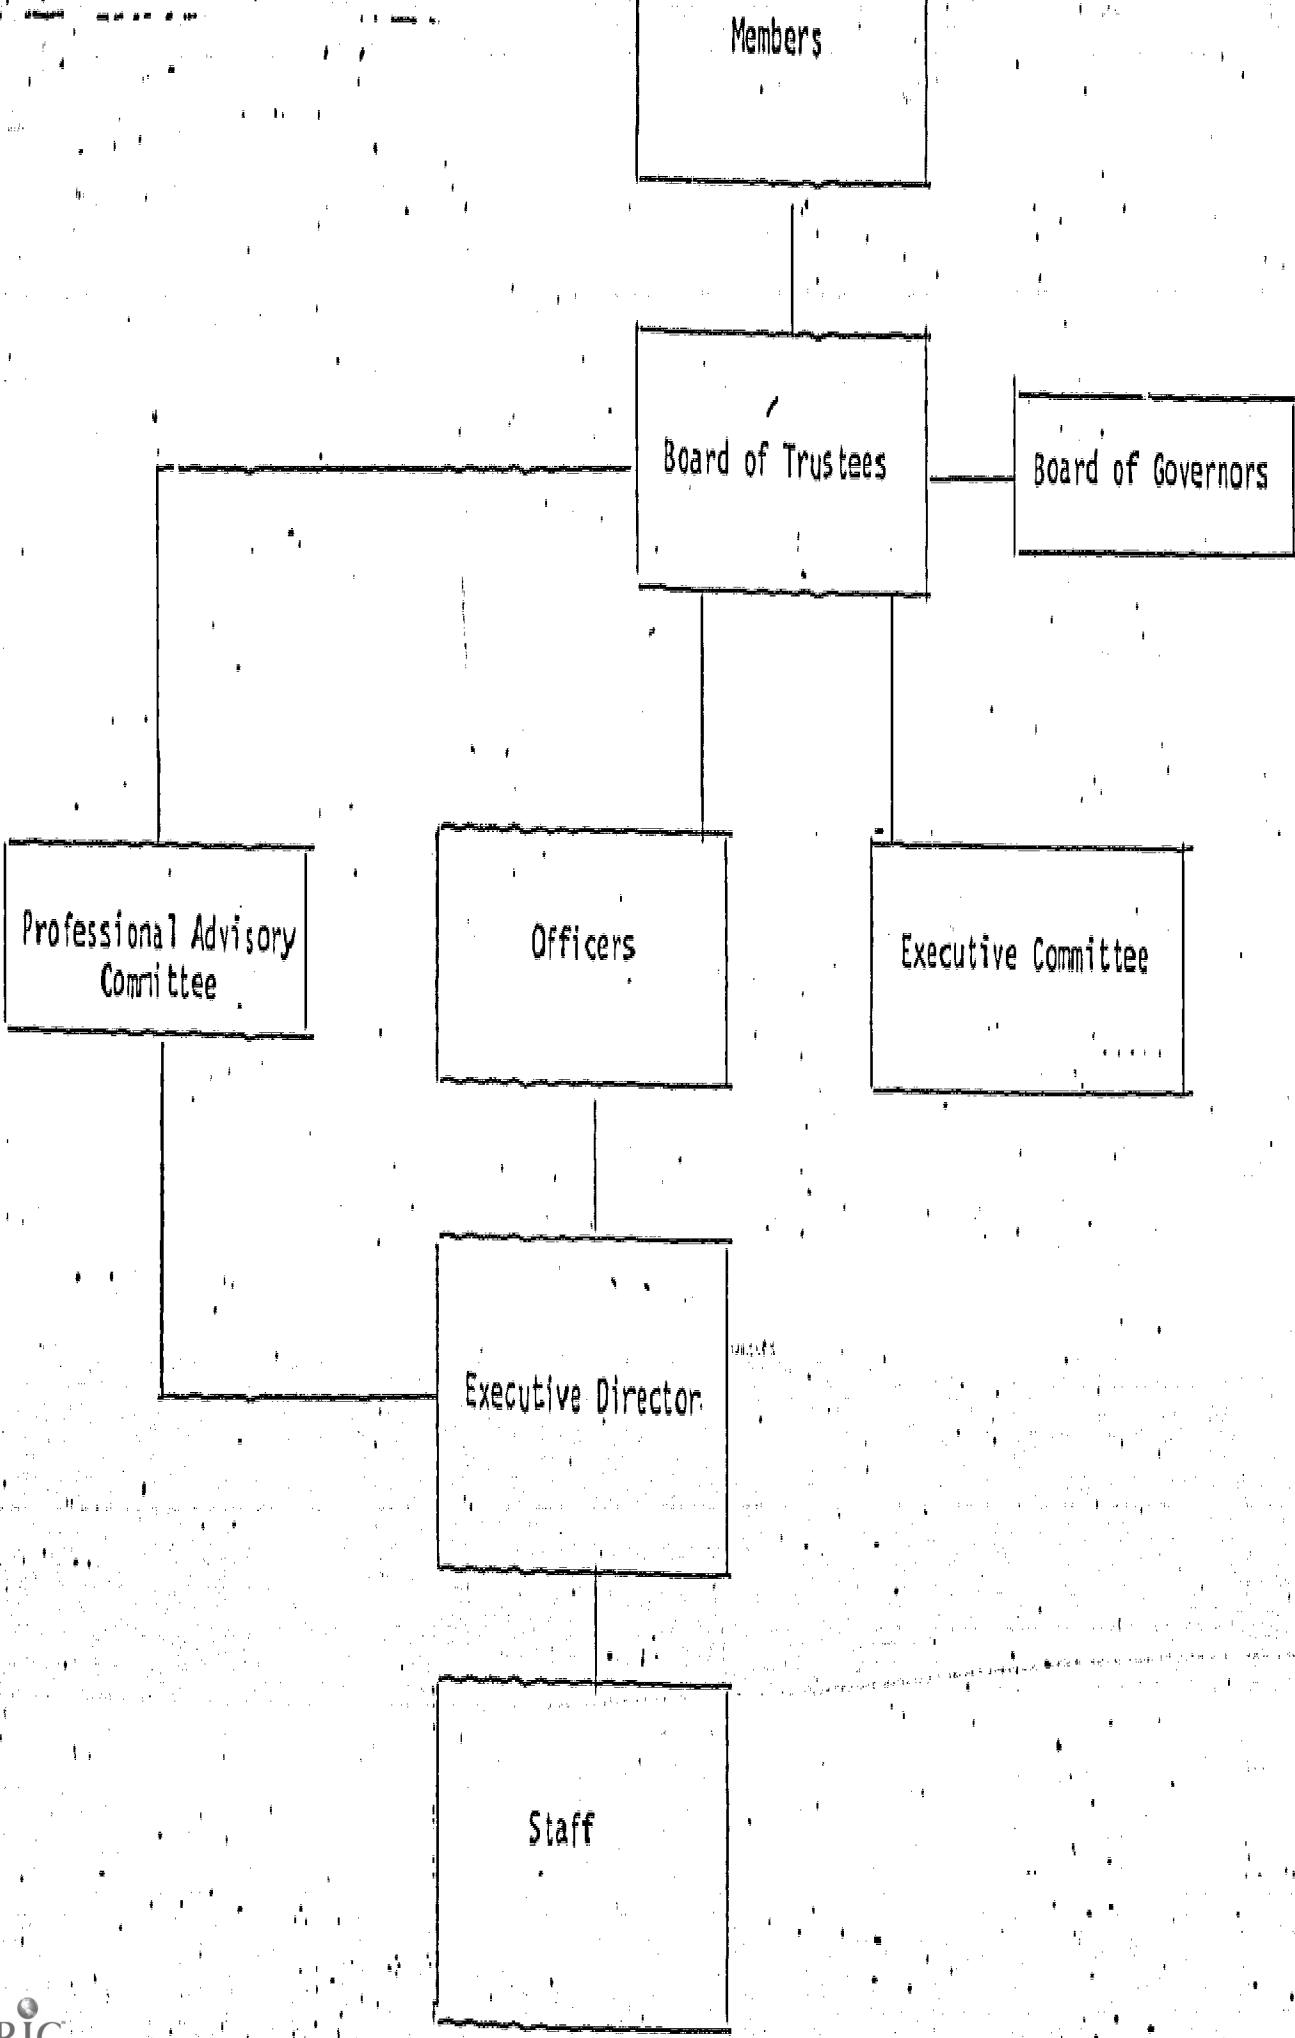 Members
Board of Trustees
Board of Governors
Professional Advisory
Committee
Officers
Executive Committee
Executive Director
Staff